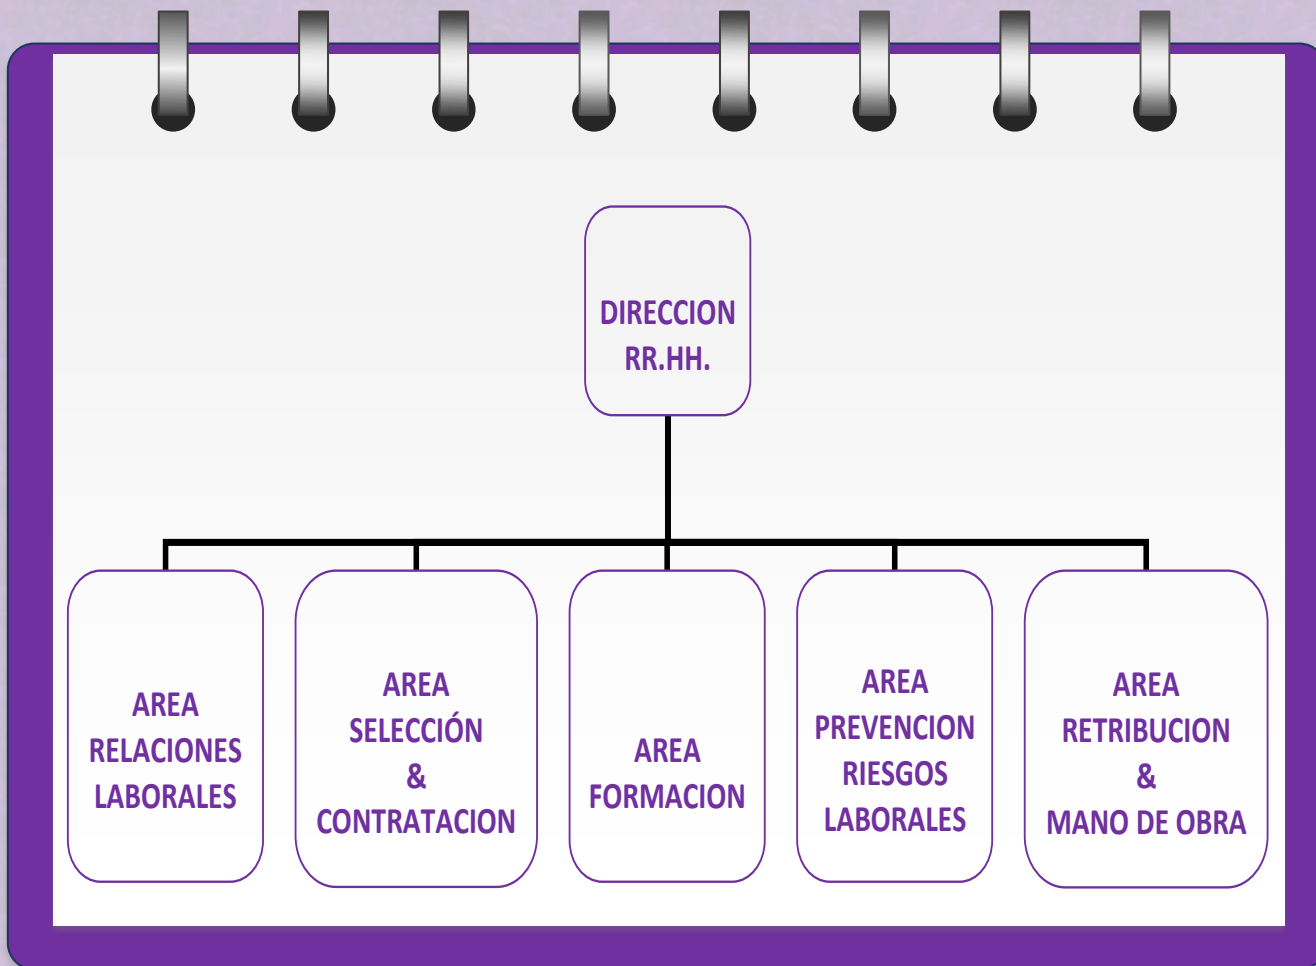 DIRECCION
RR.HH.
AREA
RELACIONES
LABORALES
AREA
SELECCIÓN
&
CONTRATACION
AREA
FORMACION
AREA
PREVENCION
RIESGOS
LABORALES
AREA
RETRIBUCION
&
MANO DE OBRA